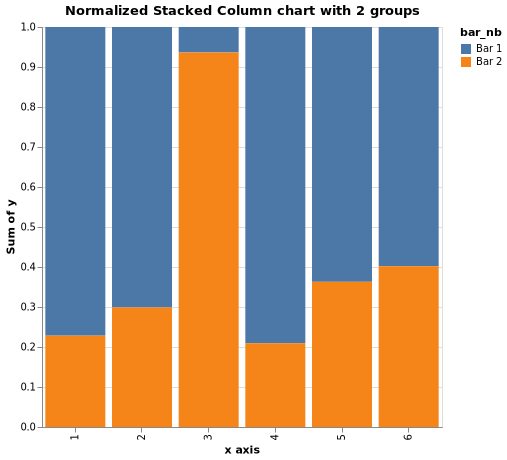 Normalized Stacked Column chart with 2 groups
bar_nb
Bar 1
Bar 2
Sum of y
1.0
0.9
0.8
0.7
0.6
0.5
0.4
0.3
0.2
0.1
0.0
1 2 3 4 5 6
x axis